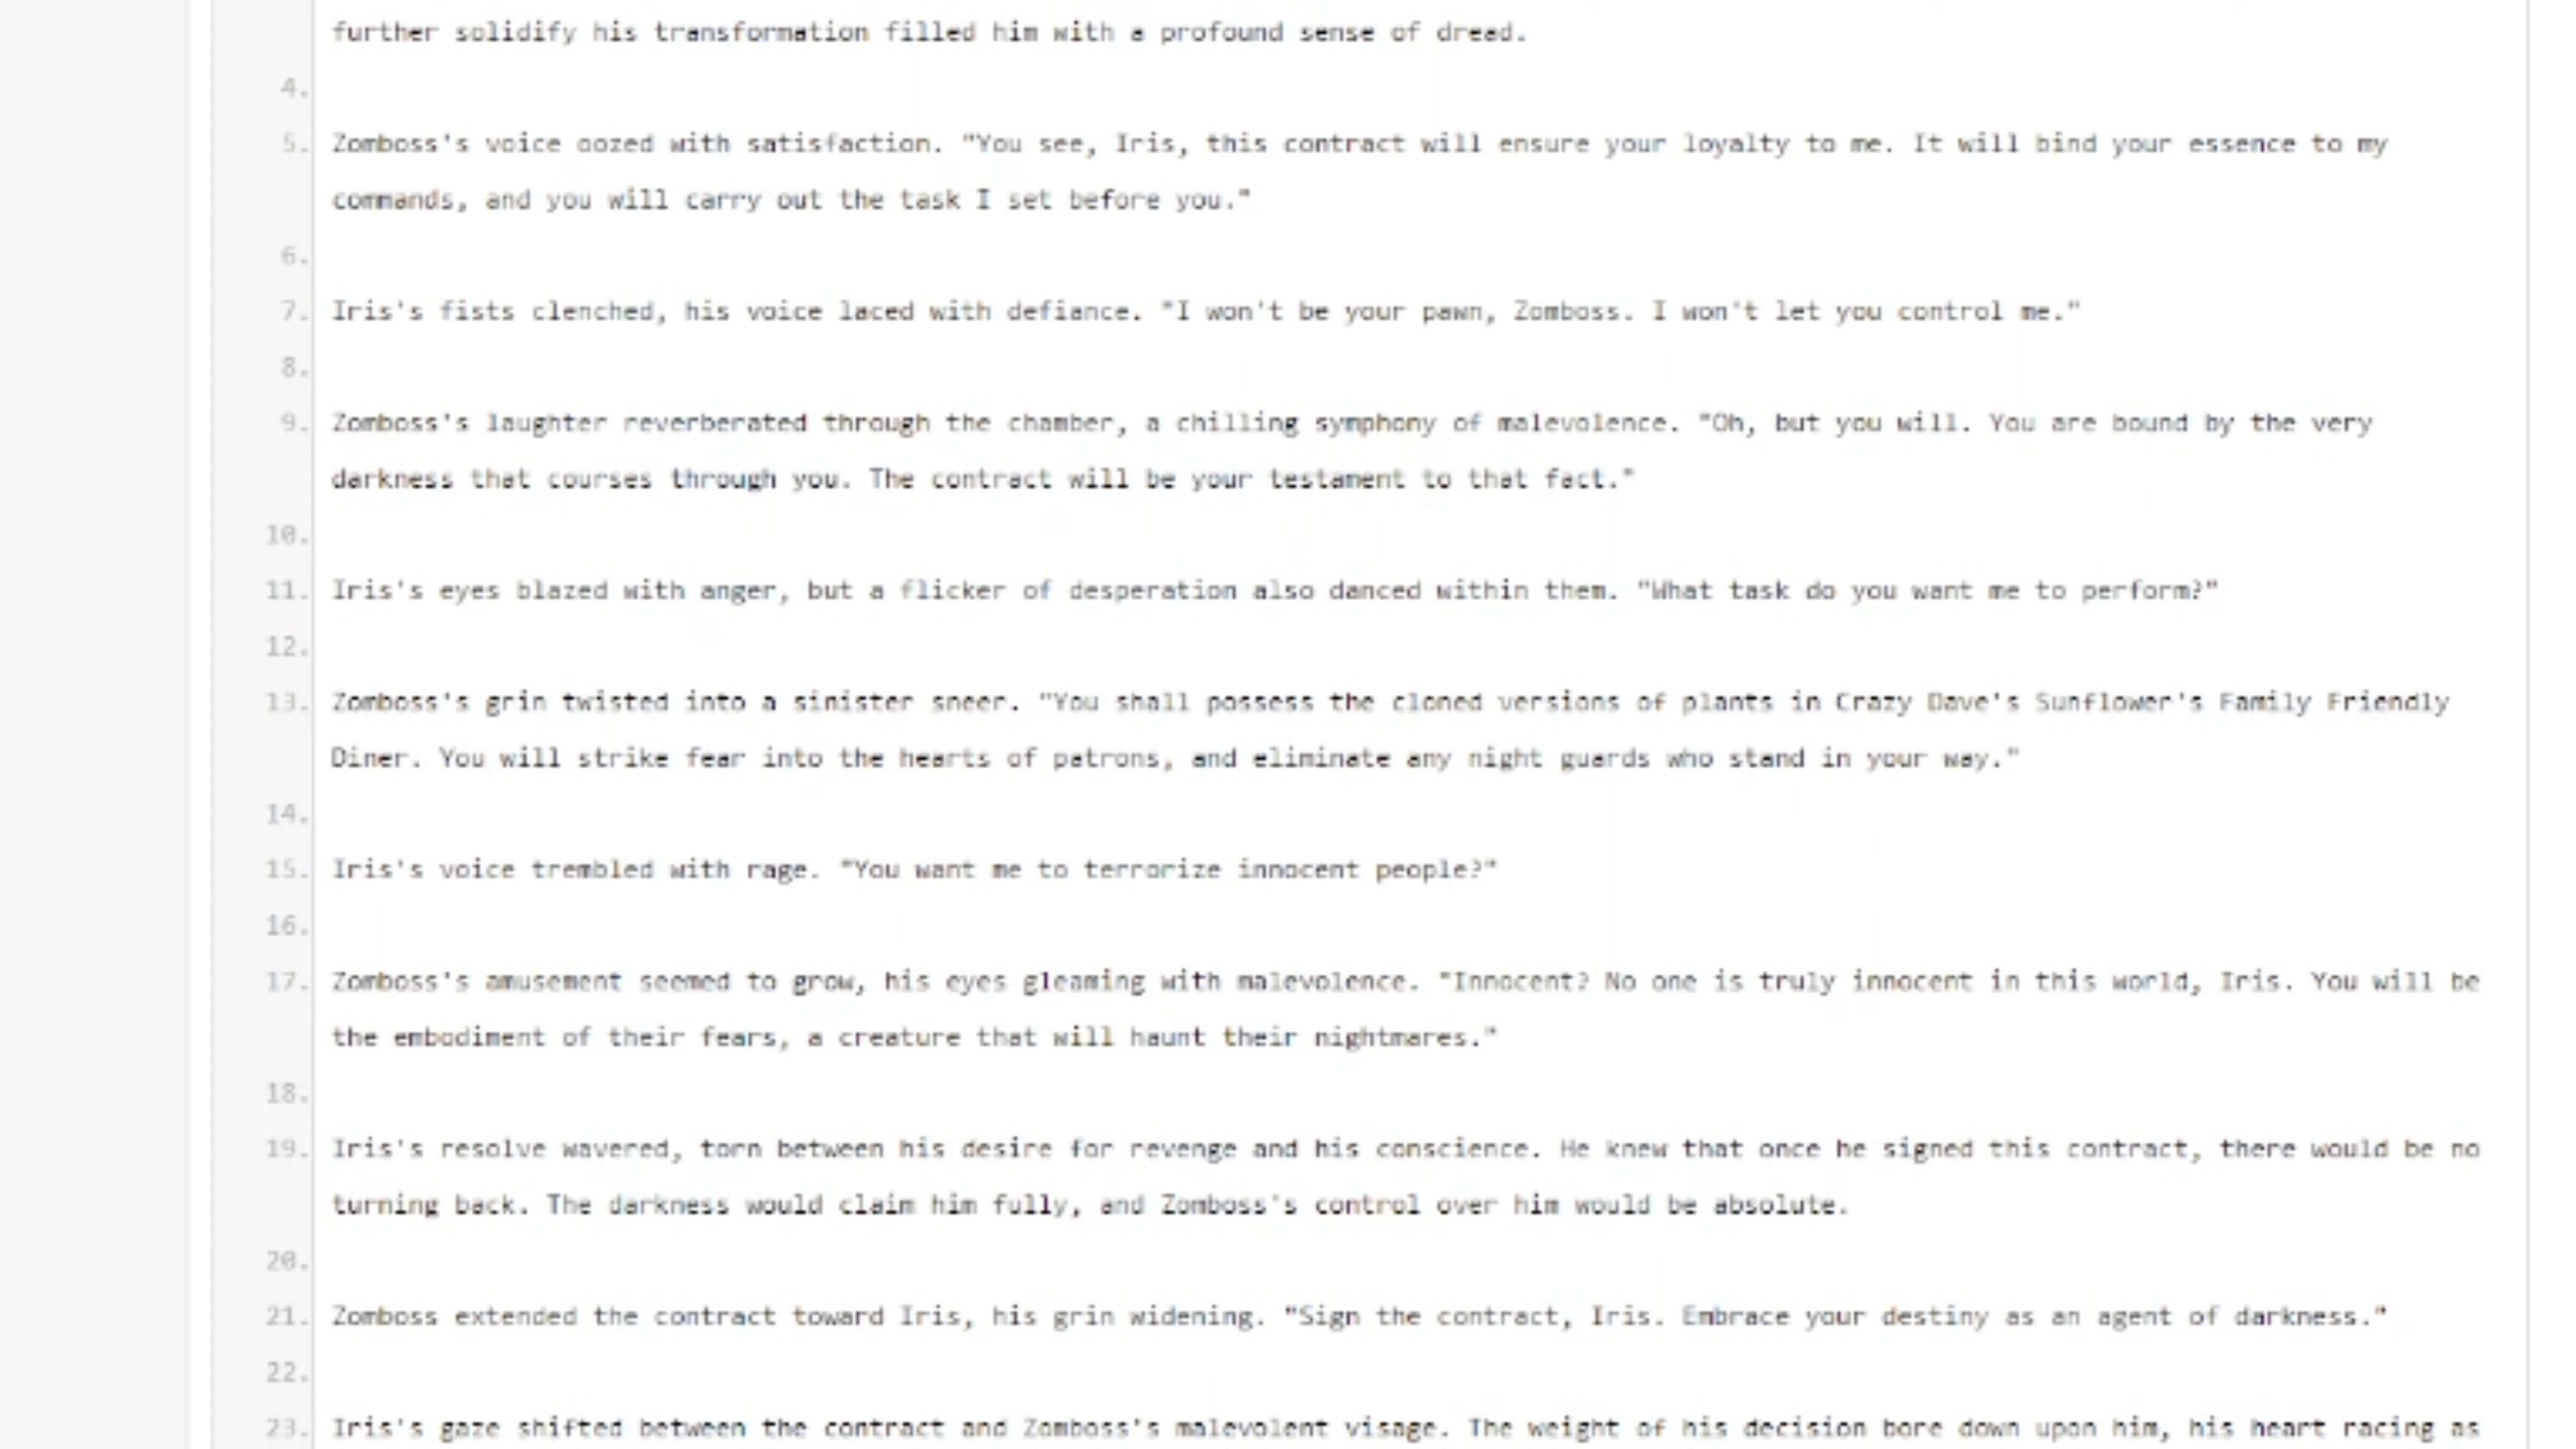 further solidify his transformation filled him with a profound sense of dread.
4.
5. Zomboss's voice oozed with satisfaction. "You see, Iris, this contract will ensure your loyalty to me. It will bind your essence to my
commands, and you will carry out the task I set before you."
6.
7. Iris's fists clenched, his voice laced with defiance. "I won't be your pawn, Zomboss. I won't let you control me."
8.
9. Zomboss's laughter reverberated through the chamber, a chilling symphony of malevolence. "Oh, but you will. You are bound by the very
darkness that courses through you. The contract will be your testament to that fact."
10.
11. Iris's eyes blazed with anger, but a flicker of desperation also danced within them. "What task do you want me to perform?"
12.
13. Zomboss's grin twisted into a sinister sneer. "You shall possess the cloned versions of plants in Crazy Dave's Sunflower's Family Friendly
Diner. You will strike fear into the hearts of patrons, and eliminate any night guards who stand in your way."
14.
15. Iris's voice trembled with rage. "You want me to terrorize innocent people?"
16.
17. Zomboss's amusement seemed to grow, his eyes gleaming with malevolence. "Innocent? No one is truly innocent in this world, Iris. You will be
the embodiment of their fears, a creature that will haunt their nightmares."
18.
19. Iris's resolve wavered, torn between his desire for revenge and his conscience. He knew that once he signed this contract, there would be no
turning back. The darkness would claim him fully, and Zomboss's control over him would be absolute.
20.
21. Zomboss extended the contract toward Iris, his grin widening. "Sign the contract, Iris. Embrace your destiny as an agent of darkness."
22.
23. Iris's gaze shifted between the contract and Zomboss's malevolent visage. The weight of his decision bore down upon him, his heart racing as